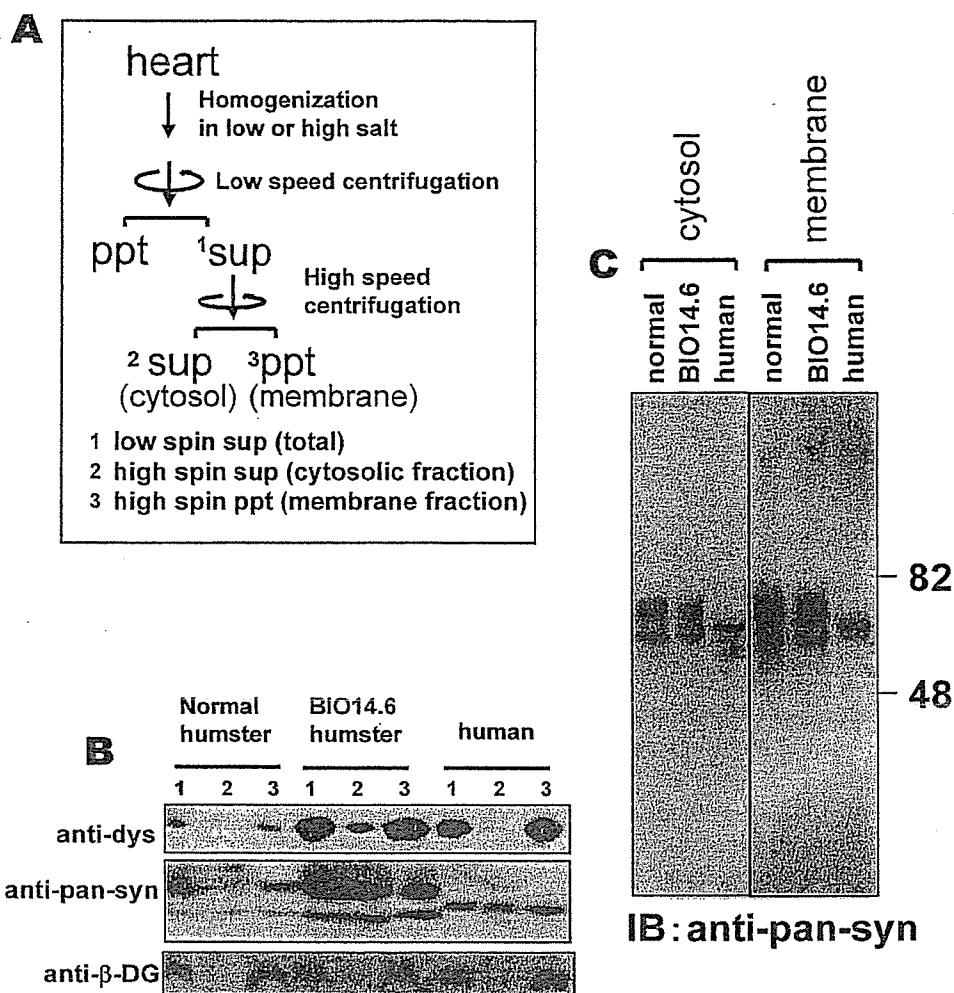 A
heart
Homogenization
in low or high salt
Low speed centrifugation
ppt 1sup
High speed
centrifugation
2 sup 3ppt
(cytosol) (membrane)
1 low spin sup (total)
2 high spin sup (cytosolic fraction)
3 high spin ppt (membrane fraction)
B
Normal
humster
BIO14.6
humster
human
1 2 3 1 2 3 1 2 3
anti-dys
anti-pan-syn
anti-β-DG
C
cytosol
membrane
normal
BIO14.6
human
normal
BIO14.6
human
82
48
IB:anti-pan-syn